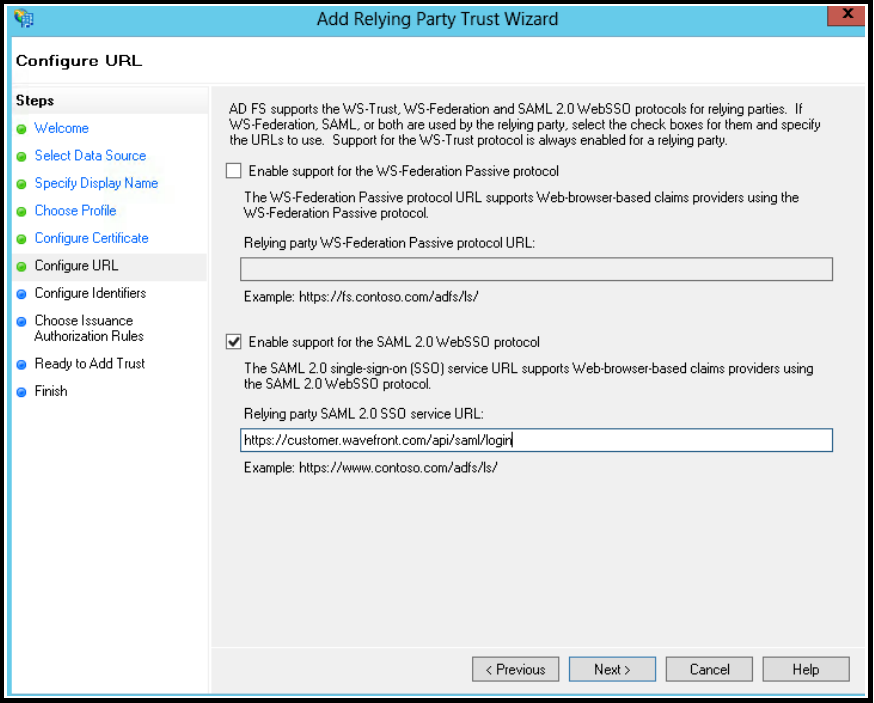 Add Relying Party Trust Wizard
x
Configure URL
Steps
Welcome
Select Data Source
Specify Display Name
Choose Profile
Configure Certificate
Configure URL
Configure Identifiers
Choose Issuance
Authorization Rules
Ready to Add Trust
Finish
AD FS supports the WS-Trust, WS-Federation and SAML 2.0 WebSSO protocols for relying parties. If
WS-Federation, SAML, or both are used by the relying party, select the check boxes for them and specify
the URLs to use. Support for the WS-Trust protocol is always enabled for a relying party.
Enable support for the WS-Federation Passive protocol
The WS-Federation Passive protocol URL supports Web-browser-based claims providers using the
WS-Federation Passive protocol.
Relying party WS-Federation Passive protocol URL:
Example: https://fs.contoso.com/adfs/ls/
Enable support for the SAML 2.0 WebSSO protocol
The SAML 2.0 single-sign-on (SSO) service URL supports Web-browser-based claims providers using
the SAML 2.0 WebSSO protocol.
Relying party SAML 2.0 SSO service URL:
https://customer.wavefront.com/api/saml/login
Example: https://www.contoso.com/adfs/ls/
< Previous
Next >
Cancel
Help